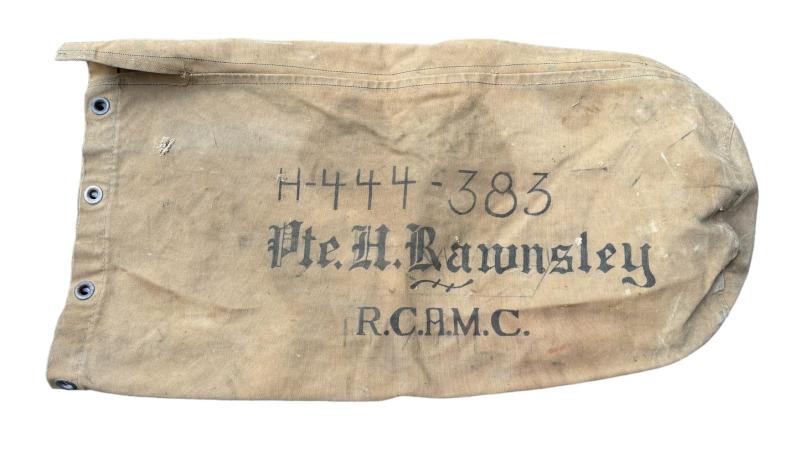 H-444-383
Pte. H. Rawnsley
R.C.A.M.C.